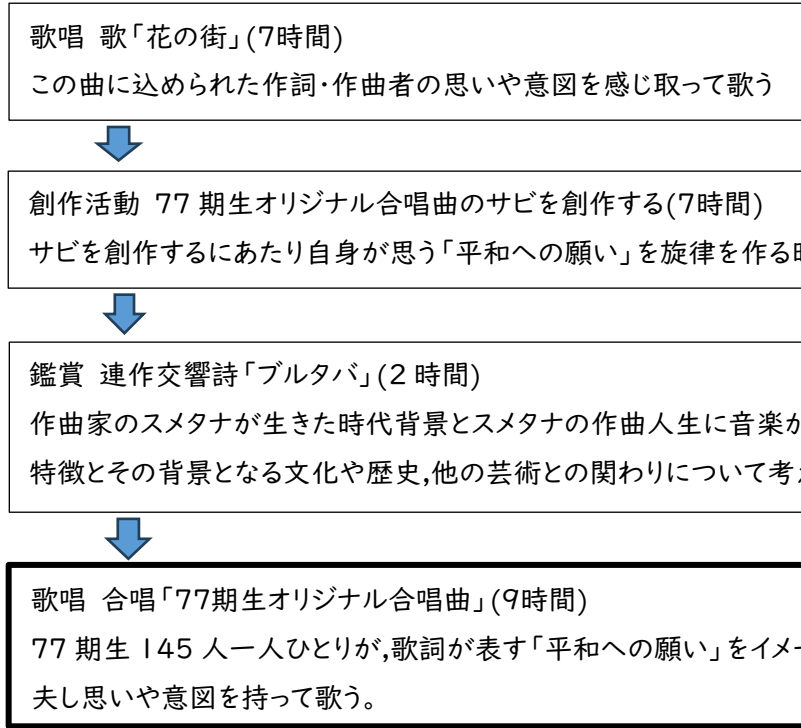 歌唱 歌「花の街」(7時間)
この曲に込められた作詞・作曲者の思いや意図を感じ取って歌う
創作活動 77期生オリジナル合唱曲のサビを創作する(7時間)
サビを創作するにあたり自身が思う「平和への願い」を旋律を作る
鑑賞 連作交響詩「ブルタバ」(2時間)
作曲家のスメタナが生きた時代背景とスメタナの作曲人生に音楽が
特徴とその背景となる文化や歴史,他の芸術との関わりについて考
歌唱 合唱「77期生オリジナル合唱曲」(9時間)
77期生145人一人ひとりが,歌詞が表す「平和への願い」をイメー
夫し思いや意図を持って歌う。